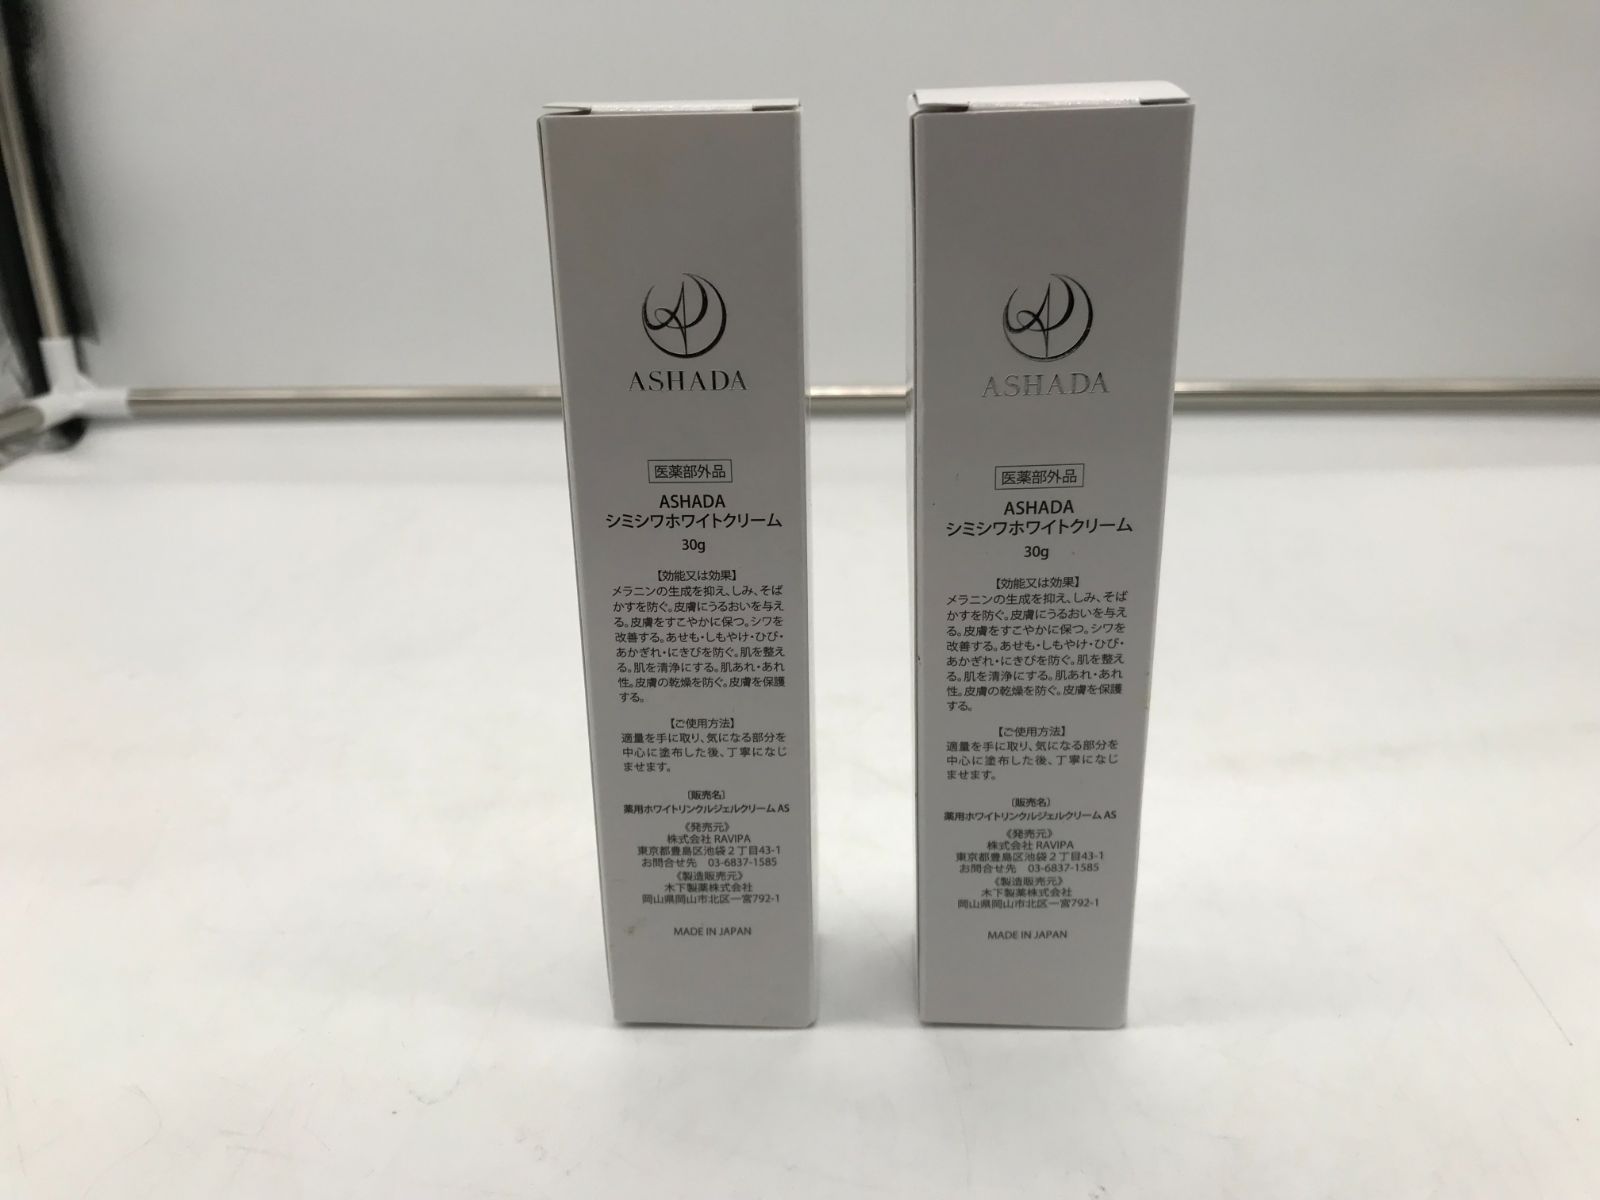 ASHADA
医薬部外品
ASHADA
シミシワホワイトクリーム
30g
【効能又は効果】
メラニンの生成を抑え、しみ、そば
かすを防ぐ。皮膚にうるおいを与え
る。皮膚をすこやかに保つ。シワを
改善する。あせも・しもやけ・ひび・
あかぎれ・にきびを防ぐ。肌を整え
る。肌を清浄にする。肌あれ・あれ
性。皮膚の乾燥を防ぐ。皮膚を保護
する。
【ご使用方法】
適量を手に取り、気になる部分を
中心に塗布した後、丁寧になじ
ませます。
〔販売名〕
薬用ホワイトリンクルジェルクリーム AS
《発売元》
株式会社 RAVIPA
東京都豊島区池袋2丁目43-1
お問合せ先 03-6837-1585
《製造販売元》
木下製薬株式会社
岡山県岡山市北区一宮792-1
MADE IN JAPAN
ASHADA
医薬部外品
ASHADA
シミシワホワイトクリーム
30g
【効能又は効果】
メラニンの生成を抑え、しみ、そば
かすを防ぐ。皮膚にうるおいを与え
る。皮膚をすこやかに保つ。シワを
改善する。あせも・しもやけ・ひび・
あかぎれ・にきびを防ぐ。肌を整え
る。肌を清浄にする。肌あれ・あれ
性。皮膚の乾燥を防ぐ。皮膚を保護
する。
【ご使用方法】
適量を手に取り、気になる部分を
中心に塗布した後、丁寧になじ
ませます。
〔販売名〕
薬用ホワイトリンクルジェルクリーム AS
《発売元》
株式会社 RAVIPA
東京都豊島区池袋2丁目43-1
お問合せ先 03-6837-1585
《製造販売元》
木下製薬株式会社
岡山県岡山市北区一宮792-1
MADE IN JAPAN